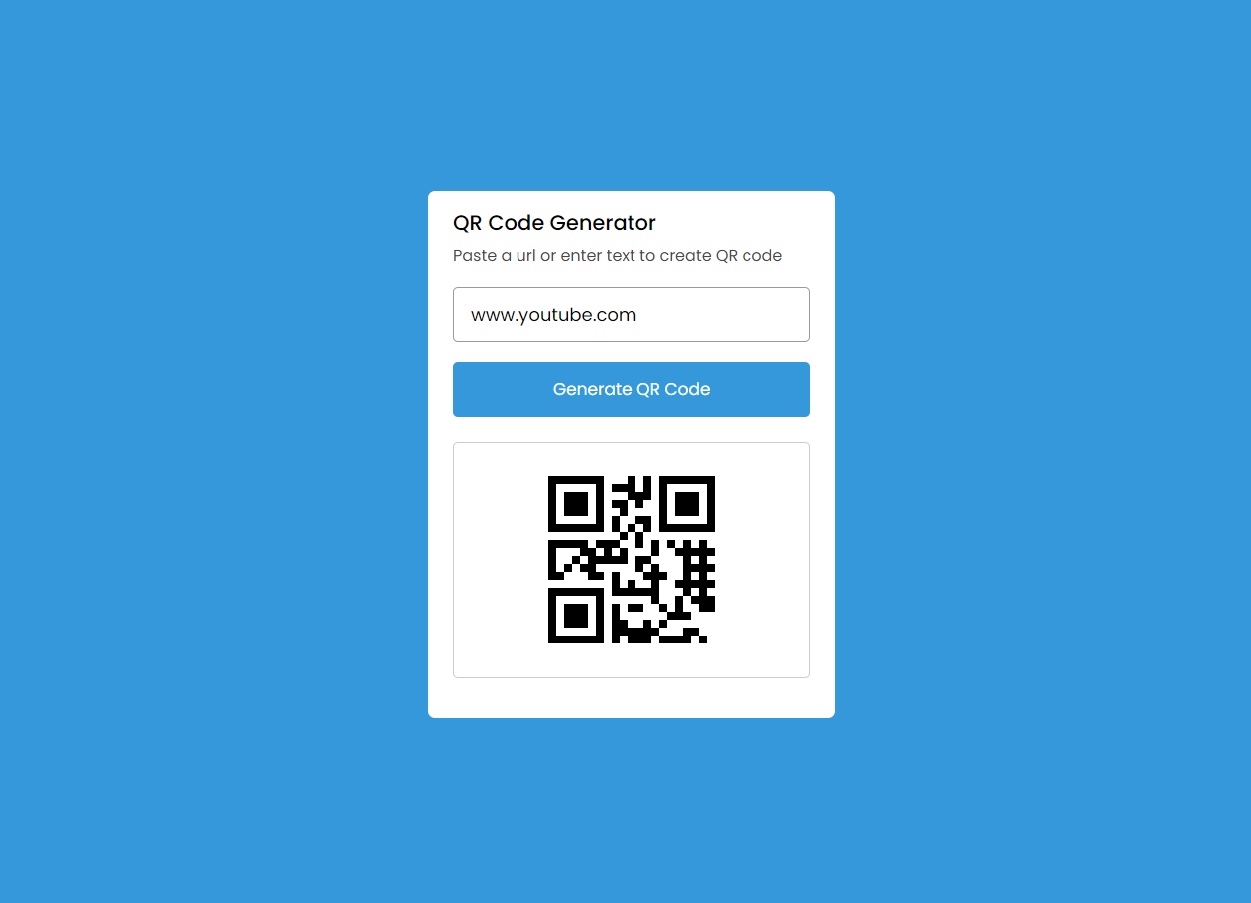 QR Code Generator
Paste a url or enter text to create QR code
www.youtube.com
Generate QR Code